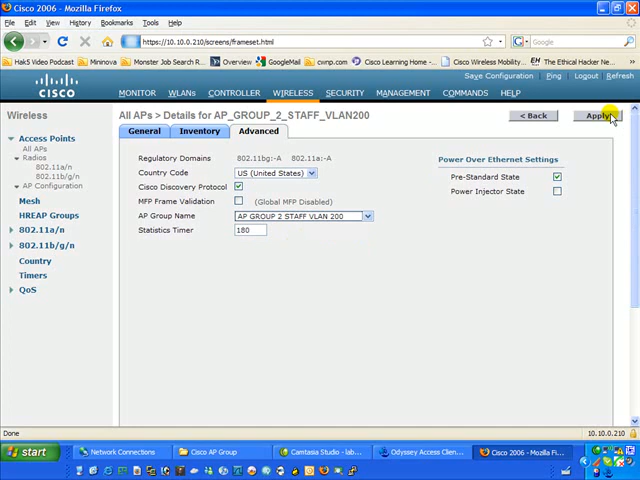 Cisco 2006 - Mozilla Firefox
File Edit View History Bookmarks Tools Help
https://10.10.0.210/screens/frameset.html
Google
Hak5 Video Podcast Mininova Monster Job Search R... Overview GoogleMail cwnp.com Cisco Learning Home Cisco Wireless Mobility... The Ethical Hacker Ne...
Save Configuration Ping Logout Refresh
CISCO
MONITOR WLANs CONTROLLER WIRELESS SECURITY MANAGEMENT COMMANDS HELP
Wireless
All APs > Details for AP_GROUP_2_STAFF_VLAN200
< Back
Apply
General Inventory Advanced
Access Points
All APs
Radios
802.11a/n
802.11b/g/n
AP Configuration
Mesh
HREAP Groups
802.11a/n
802.11b/g/n
Country
Timers
QoS
Regulatory Domains 802.11bg:-A 802.11a:-A
Country Code US (United States)
Cisco Discovery Protocol
MFP Frame Validation (Global MFP Disabled)
AP Group Name AP GROUP 2 STAFF VLAN 200
Statistics Timer 180
Power Over Ethernet Settings
Pre-Standard State
Power Injector State
Done
10.10.0.210
start Network Connections Cisco AP Group Camtasia Studio - lab... Odyssey Access Clien... Cisco 2006 - Mozilla Fi...